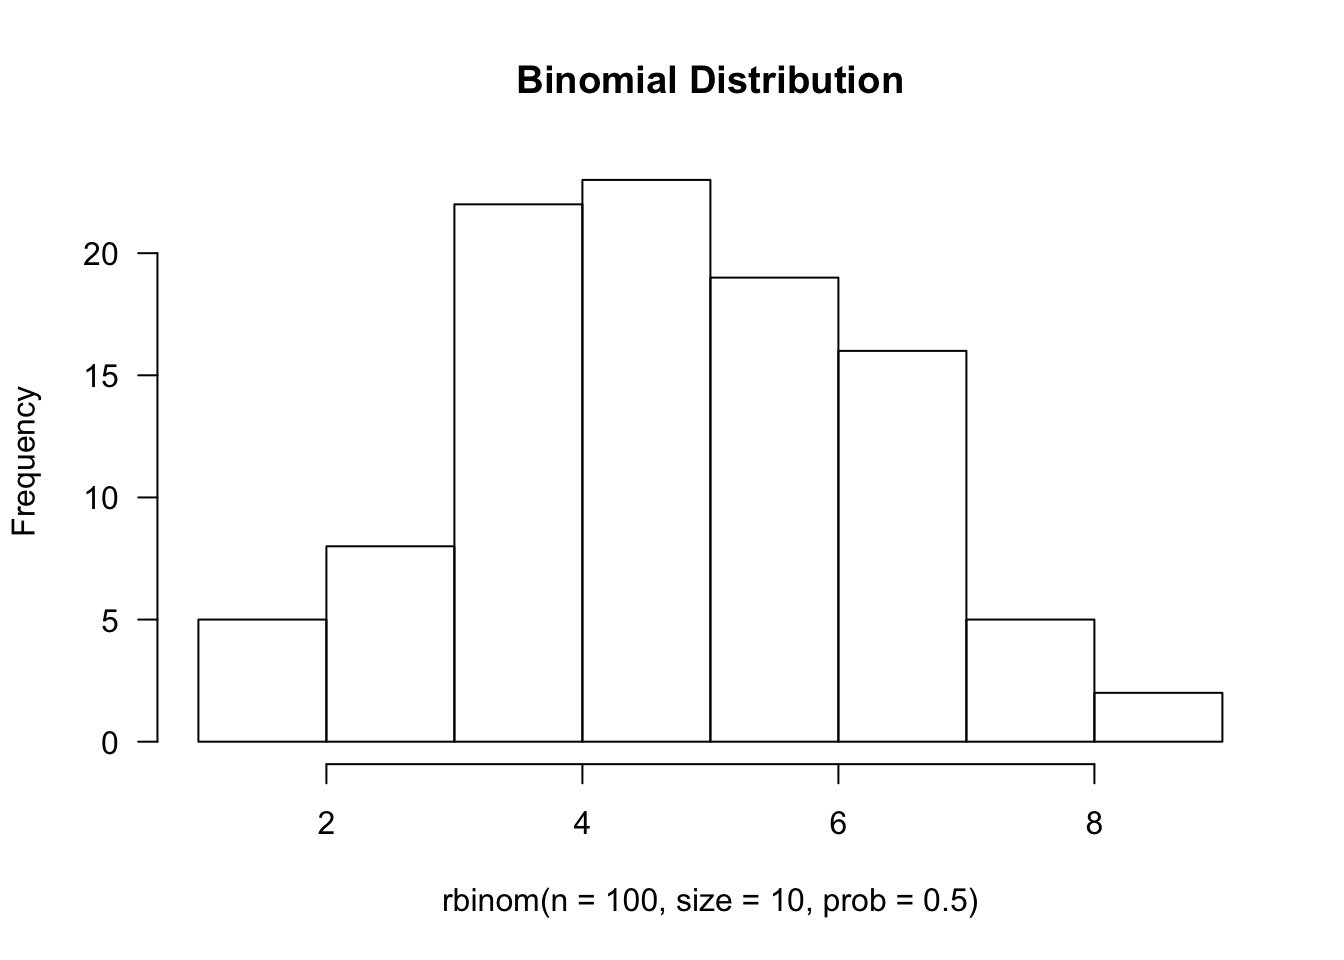 Binomial Distribution
Frequency
20
15
10
5
0
2 4 6 8
rbinom(n = 100, size = 10, prob = 0.5)